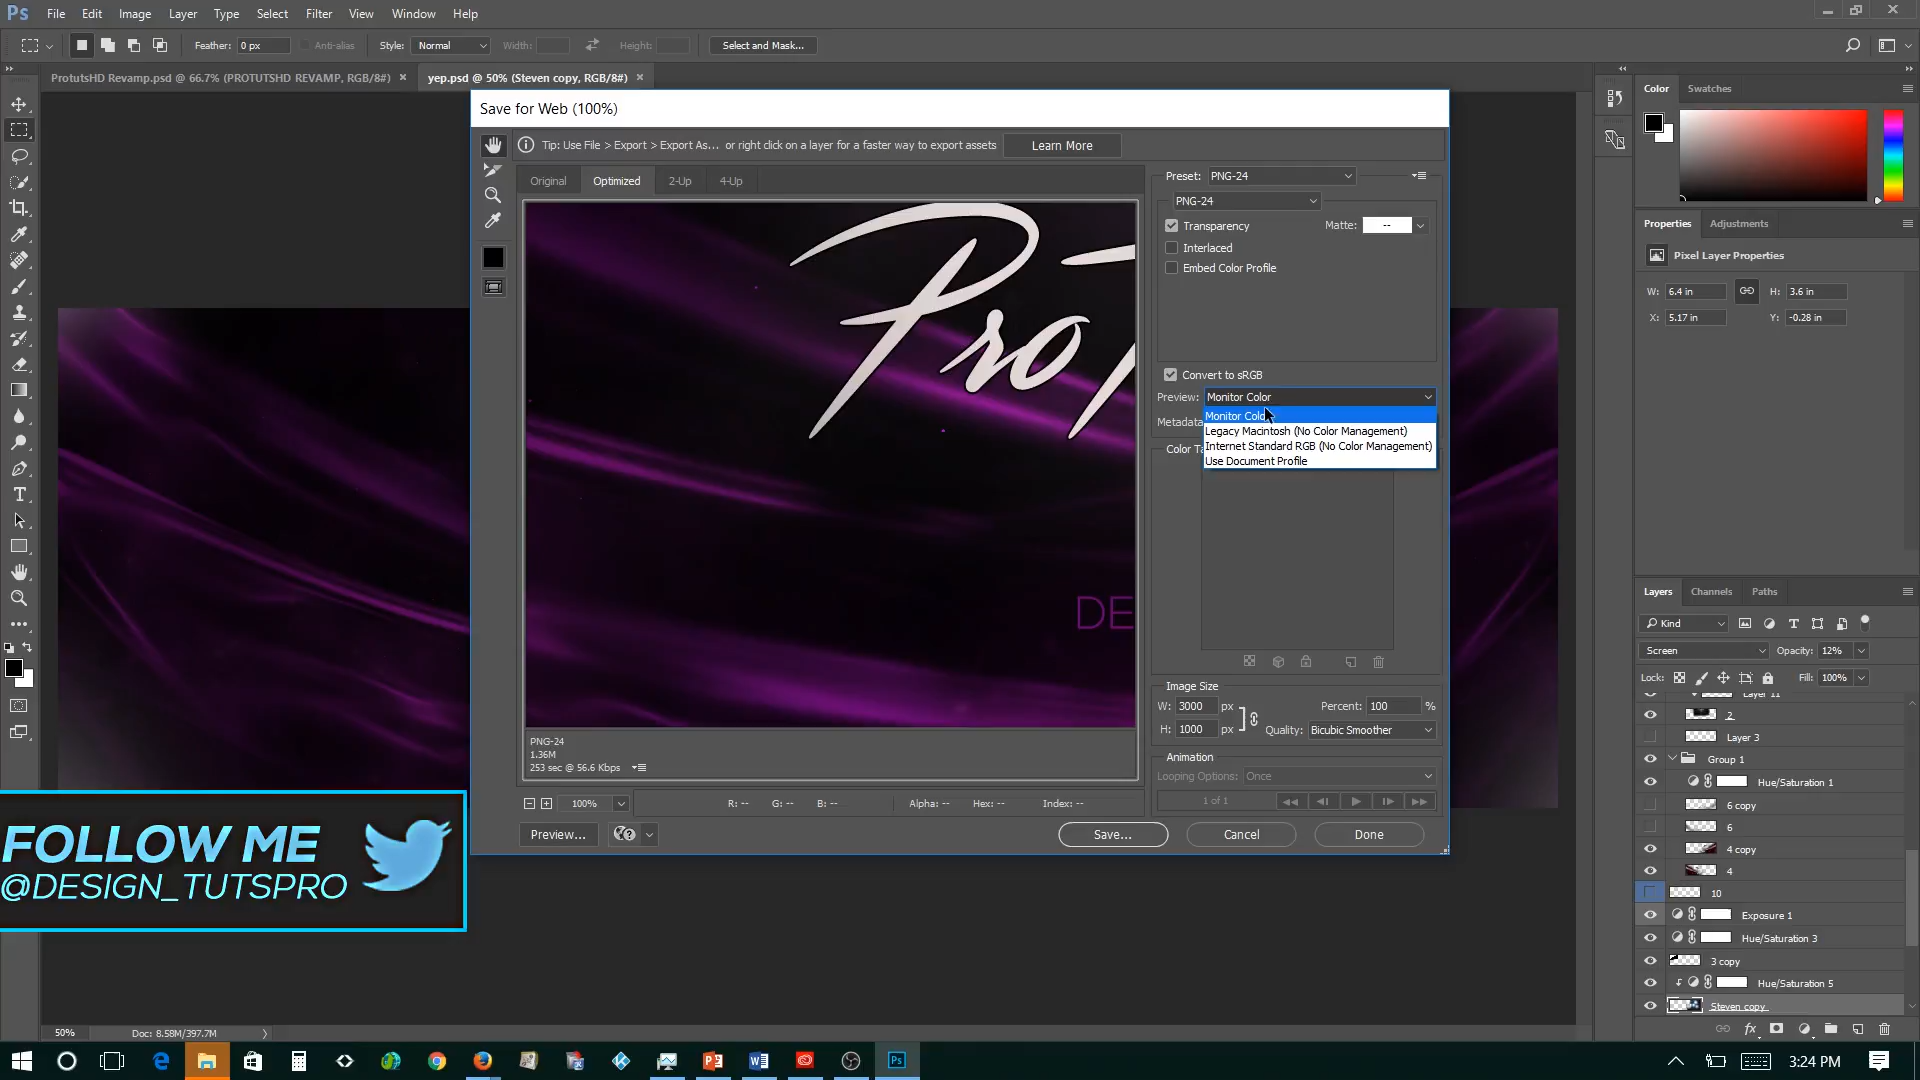 Ps File Edit Image Layer Type Select Filter View Window Help
Feather: 0 px Anti-alias Style: Normal Width: Height: Select and Mask...
ProtutsHD Revamp.psd @ 66.7% (PROTUTSHD REVAMP, RGB/8#) × yep.psd @ 50% (Steven copy, RGB/8#) ×
Save for Web (100%)
Tip: Use File > Export > Export As... or right click on a layer for a faster way to export assets Learn More
Original Optimized 2-Up 4-Up
Pro
DE
PNG-24
1.36M
253 sec @ 56.6 Kbps
100% R: -- G: -- B: -- Alpha: -- Hex: -- Index: --
Preview... Save... Cancel Done
Preset: PNG-24
PNG-24
Transparency Matte: --
Interlaced
Embed Color Profile
Convert to sRGB
Preview: Monitor Color
Monitor Color
Legacy Macintosh (No Color Management)
Internet Standard RGB (No Color Management)
Use Document Profile
Metadata
Color Ta
Image Size
W: 3000 px Percent: 100 %
H: 1000 px Quality: Bicubic Smoother
Animation
Looping Options: Once
1 of 1
Color Swatches
Properties Adjustments
Pixel Layer Properties
W: 6.4 in H: 3.6 in
X: 5.17 in Y: -0.28 in
Layers Channels Paths
Kind
Screen Opacity: 12%
Lock: Fill: 100%
Layer 11
2
Layer 3
Group 1
Hue/Saturation 1
6 copy
6
4 copy
4
10
Exposure 1
Hue/Saturation 3
3 copy
Hue/Saturation 5
Steven copy
FOLLOW ME
@DESIGN_TUTSPRO
50% Doc: 8.58M/397.7M
Ps 3:24 PM